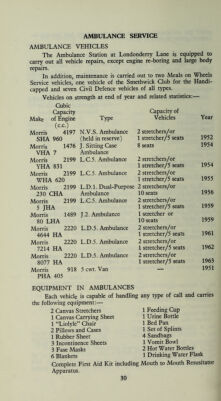 AMBULANCE SERVICE
AMBULANCE VEHICLES
The Ambulance Station at Londonderry Lane is equipped to
carry out all vehicle repairs, except engine re-boring and large body
repairs.
In addition, maintenance is carried out to two Meals on Wheels
Service vehicles, one vehicle of the Smethwick Club for the Handi-
capped and seven Civil Defence vehicles of all types.
Vehicles on strength at end of year and related statistics:—
Cubic
Capacity Capacity of
Make of Engine Type Vehicles Year
(c.c.)
Morris 4197 N.V.S. Ambulance 2 stretchers/or
SHA 960 (held in reserve) 1 stretcher/5 seats 1952
Morris 1476 J. Sitting Case 8 seats 1954
VHA 7 Ambulance
Morris 2199 L.C.5. Ambulance 2 stretchers/or
YHA 831 1 stretcher/5 seats 1954
Morris 2199 L.C.5. Ambulance 2 stretchers/or
WHA 620 1 stretcher/5 seats 1955
Morris 2199 L.D.1. Dual-Purpose 2 stretchers/or
230 CHA Ambulance 10 seats 1956
Morris 2199 L.C.5. Ambulance 2 stretchers/or
5 JHA 1 stretcher/5 seats 1959
Morris 1489 J.2. Ambulance 1 stretcher or
80 LHA 10 seats 1959
Morris 2220 L.D.5. Ambulance 2 stretchers/or
4644 HA 1 stretcher/5 seats 1961
Morris 2220 L.D.5. Ambulance 2 stretchers/or
7214 HA 1 stretcher/5 seats 1962
Morris 2220 L.D.5. Ambulance 2 stretchers/or
8077 HA 1 stretcher/5 seats 1963
Morris 918 5 cwt. Van — 1951
PHA 405
EQUIPMENT IN AMBULANCES
Each vehicle is capable of handling any type of call and carries
the following equipment:—
2 Canvas Stretchers 1 Feeding Cup
1 Canvas Carrying Sheet 1 Urine Bottle
1 "Liolyle" Chair 1 Bed Pan
2 Pillows and Cases 1 Set of Splints
1 Rubber Sheet 4 Sandbags
3 Incontinence Sheets 1 Vomit Bowl
3 Face Masks 2 Hot Water Bottles
6 Blankets 1 Drinking Water Flask
Complete First Aid Kit including Mouth to Mouth Resuscitator
Apparatus.
30